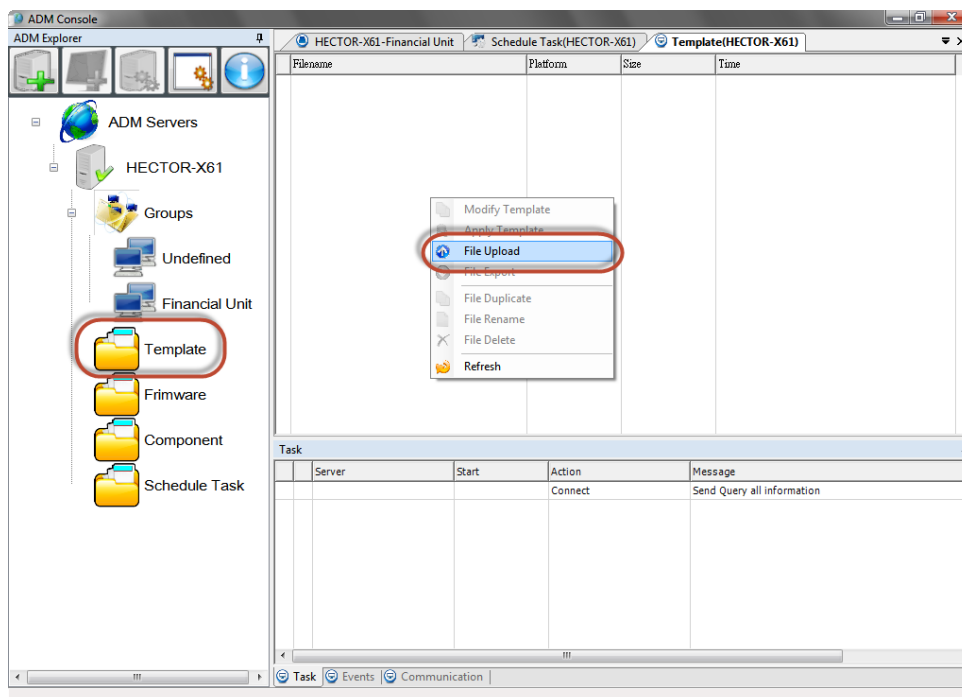 ADM Console
ADM Explorer
ADM Servers
HECTOR-X61
Groups
Undefined
Financial Unit
Template
Frimware
Component
Schedule Task
HECTOR-X61-Financial Unit Schedule Task(HECTOR-X61) Template(HECTOR-X61)
Filename Platform Size Time
Modify Template
Apply Template
File Upload
File Export
File Duplicate
File Rename
File Delete
Refresh
Task
Server Start Action Message
Connect Send Query all information
Task Events Communication